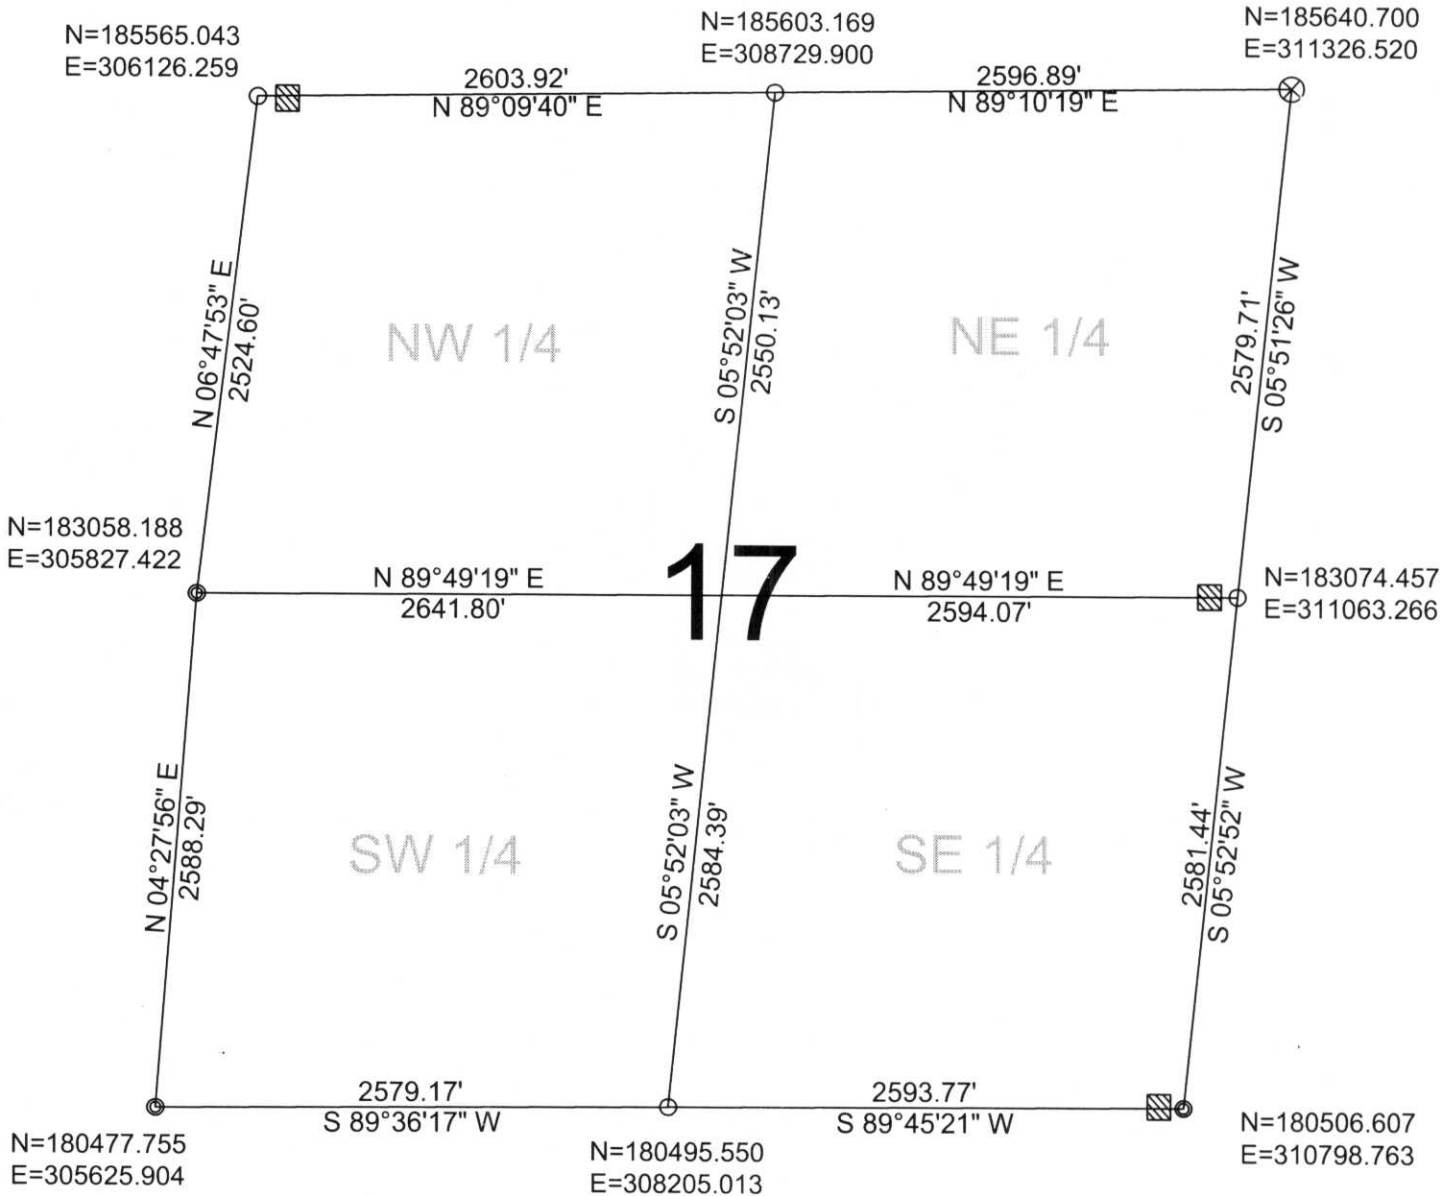 N=185565.043
E=306126.259
N=185603.169
E=308729.900
N=185640.700
E=311326.520
2603.92'
N 89°09'40" E
2596.89'
N 89°10'19" E
N 06°47'53" E
2524.60'
NW 1/4
S 05°52'03" W
2550.13'
NE 1/4
2579.71'
S 05°51'26" W
N=183058.188
E=305827.422
N 89°49'19" E
2641.80'
17
N 89°49'19" E
2594.07'
N=183074.457
E=311063.266
N 04°27'56" E
2588.29'
SW 1/4
S 05°52'03" W
2584.39'
SE 1/4
2581.44'
S 05°52'52" W
2579.17'
S 89°36'17" W
2593.77'
S 89°45'21" W
N=180477.755
E=305625.904
N=180495.550
E=308205.013
N=180506.607
E=310798.763